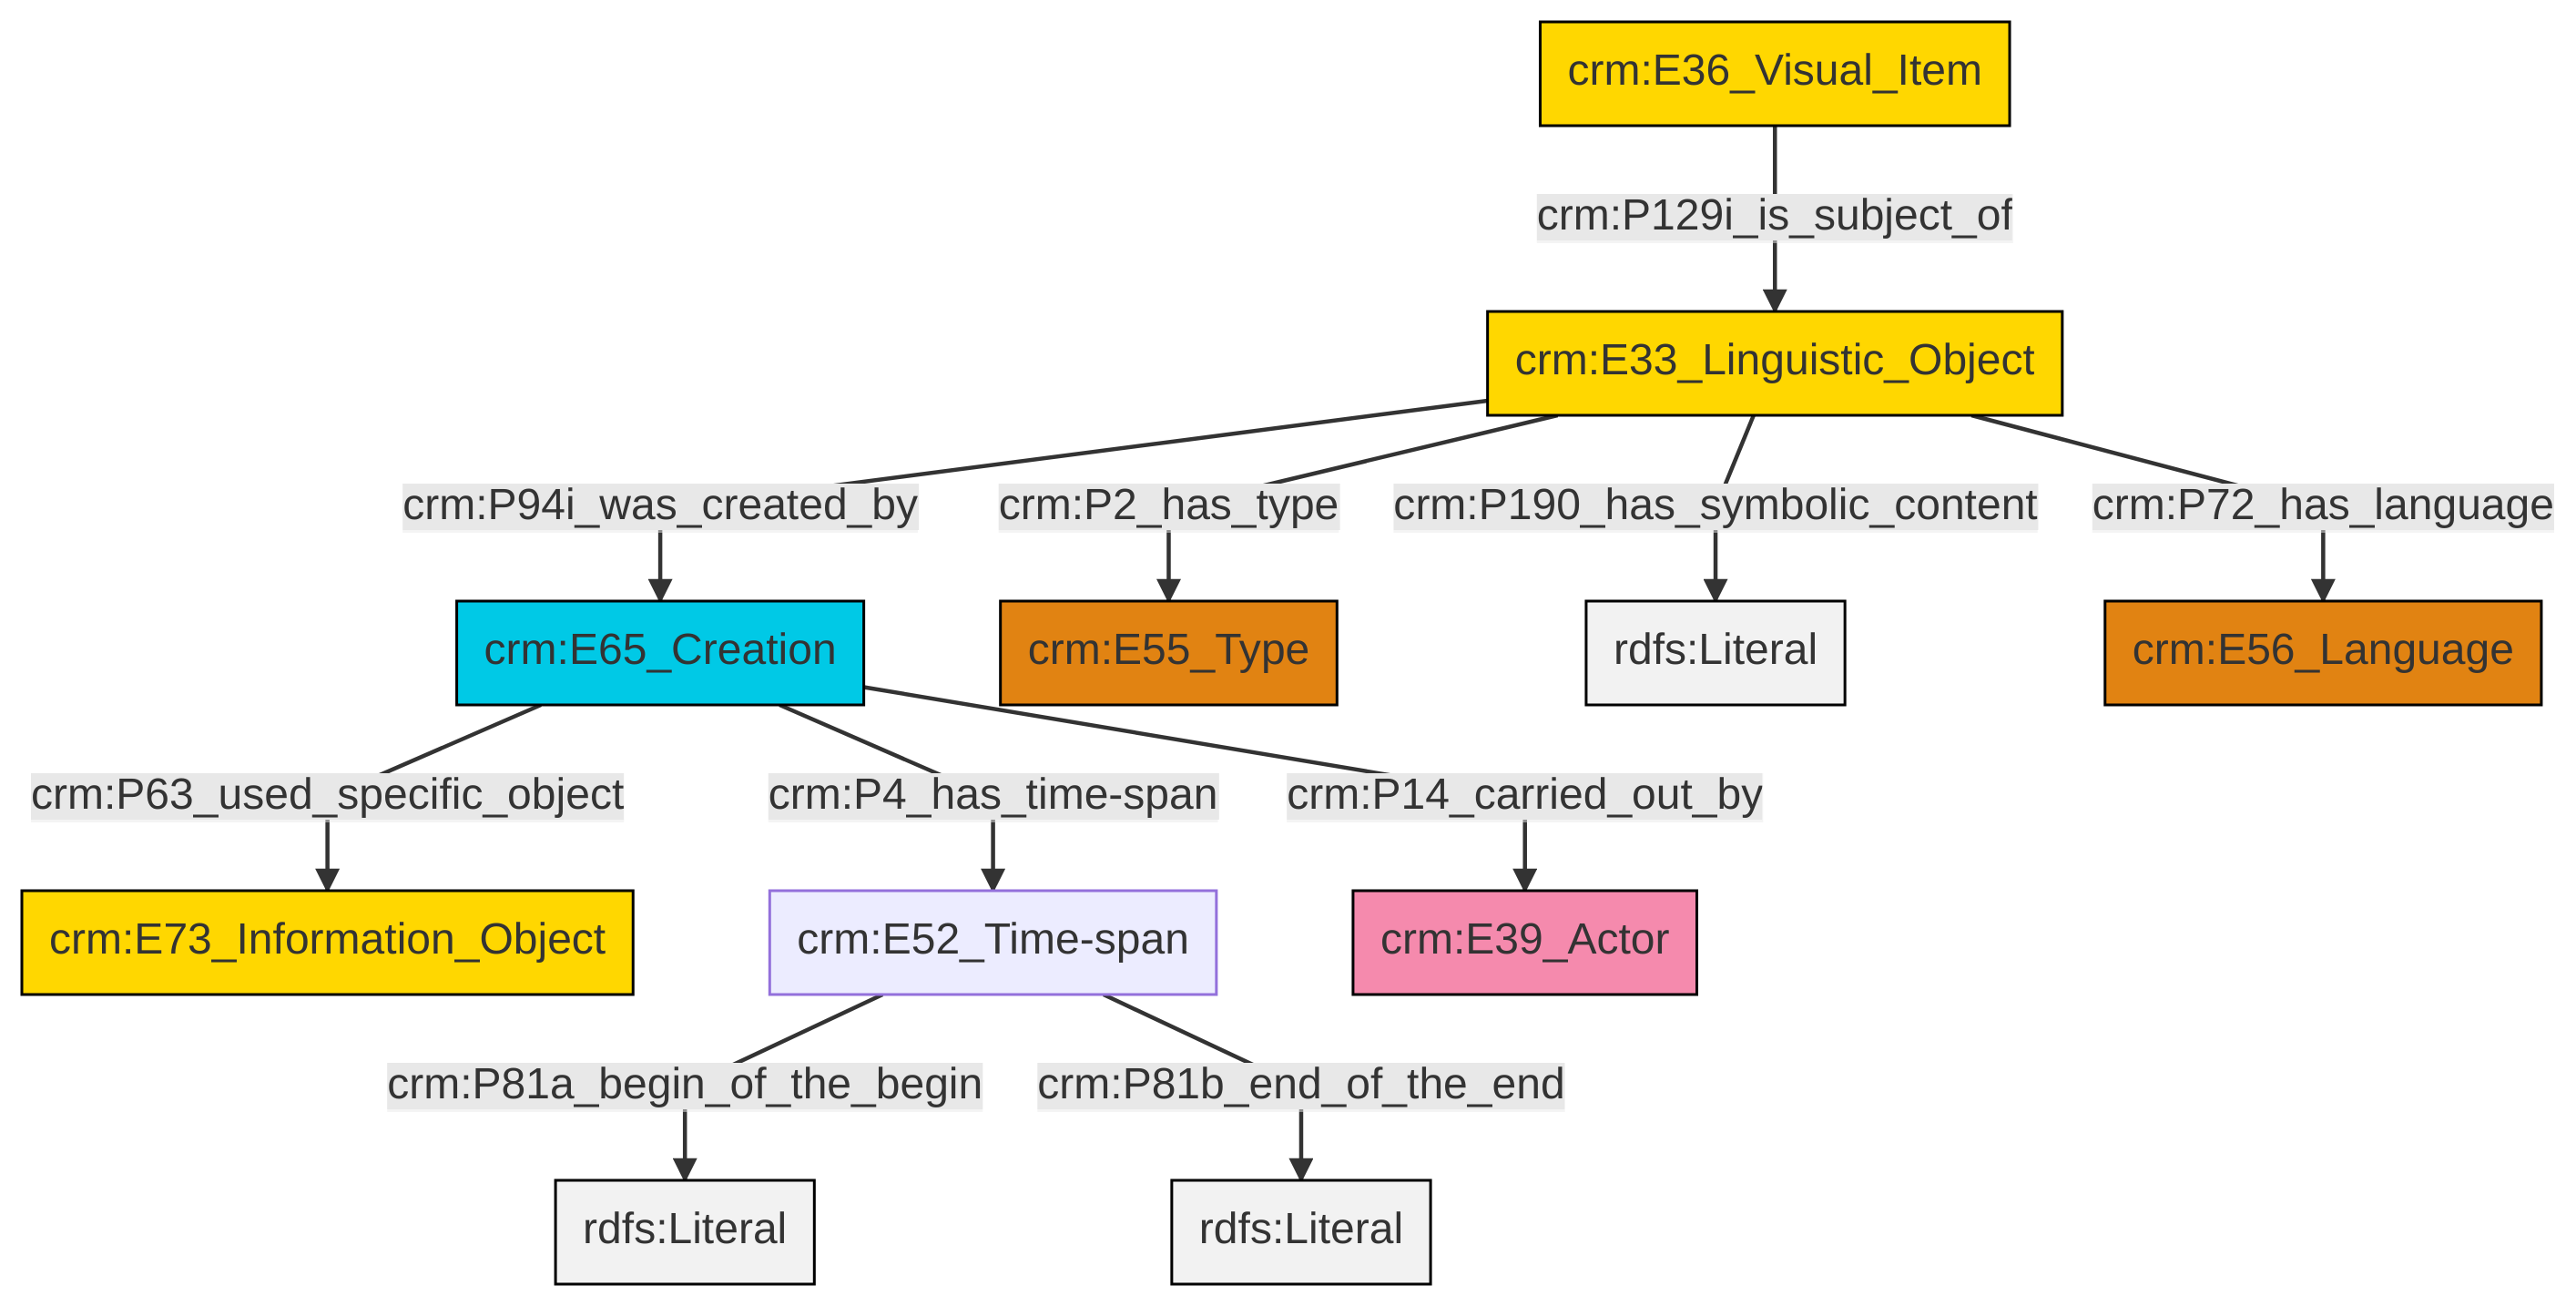 crm:E36_Visual_Item
crm:P129i_is_subject_of
crm:E33_Linguistic_Object
crm:P94i_was_created_by
crm:P2_has_type
crm:P190_has_symbolic_content
crm:P72_has_language
crm:E65_Creation
crm:E55_Type
rdfs:Literal
crm:E56_Language
crm:P63_used_specific_object
crm:P4_has_time-span
crm:P14_carried_out_by
crm:E73_Information_Object
crm:E52_Time-span
crm:E39_Actor
crm:P81a_begin_of_the_begin
crm:P81b_end_of_the_end
rdfs:Literal
rdfs:Literal